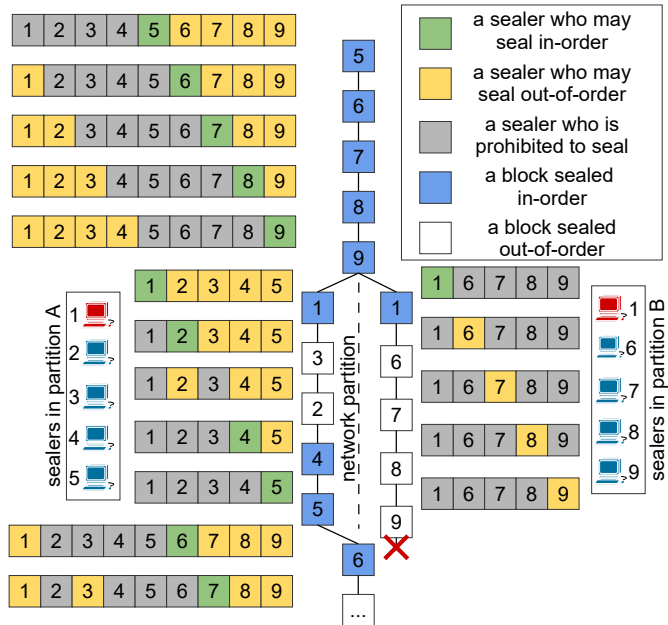 1 2 3 4 5 6 7 8 9
1 2 3 4 5 6 7 8 9
1 2 3 4 5 6 7 8 9
1 2 3 4 5 6 7 8 9
1 2 3 4 5 6 7 8 9
5
6
7
8
9
a sealer who may
seal in-order
a sealer who may
seal out-of-order
a sealer who is
prohibited to seal
a block sealed
in-order
a block sealed
out-of-order
sealers in partition A
1 ?
2 ?
3 ?
4 ?
5 ?
1 2 3 4 5
1 2 3 4 5
1 2 3 4 5
1 2 3 4 5
1 2 3 4 5
1
3
2
4
5
network partition
1
6
7
8
9
1 6 7 8 9
1 6 7 8 9
1 6 7 8 9
1 6 7 8 9
1 6 7 8 9
? 1
? 6
? 7
? 8
? 9
sealers in partition B
1 2 3 4 5 6 7 8 9
1 2 3 4 5 6 7 8 9
6
...